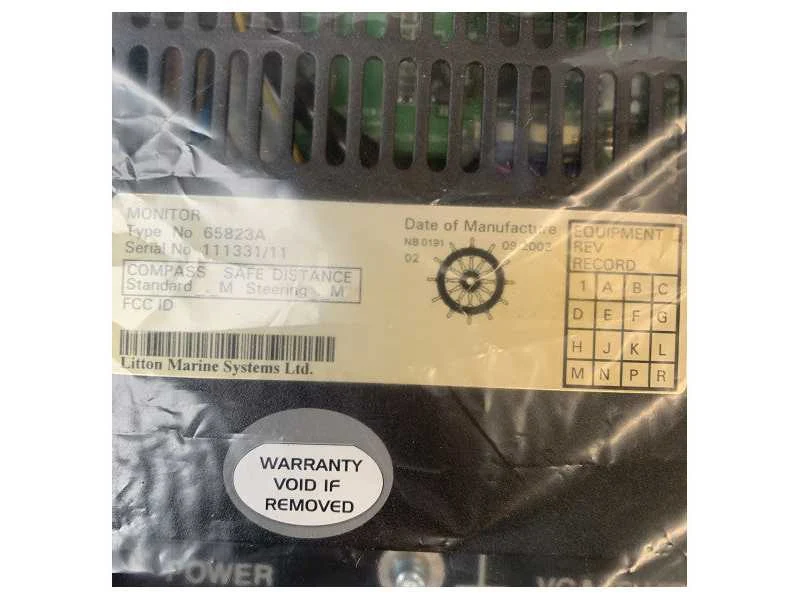 MONITOR
Type No 65823A
Serial No 111331/11
COMPASS SAFE DISTANCE
Standard . M Steering . M
FCC ID
Litton Marine Systems Ltd.
Date of Manufacture
NB 0191 09/2002
02
EQUIPMENT
REV
RECORD
1 A B C
D E F G
H J K L
M N P R
WARRANTY
VOID IF
REMOVED
POWER